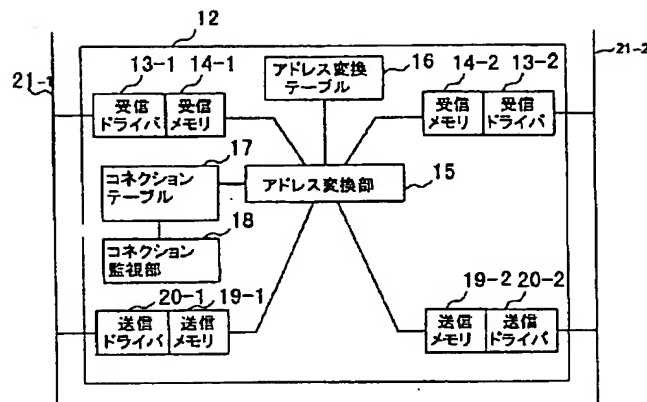 12
21-1
21-2
13-1
14-1
16
14-2
13-2
受信
ドライバ
受信
メモリ
アドレス変換
テーブル
受信
メモリ
受信
ドライバ
17
コネクション
テーブル
アドレス変換部
15
18
コネクション
監視部
20-1
19-1
19-2
20-2
送信
ドライバ
送信
メモリ
送信
メモリ
送信
ドライバ